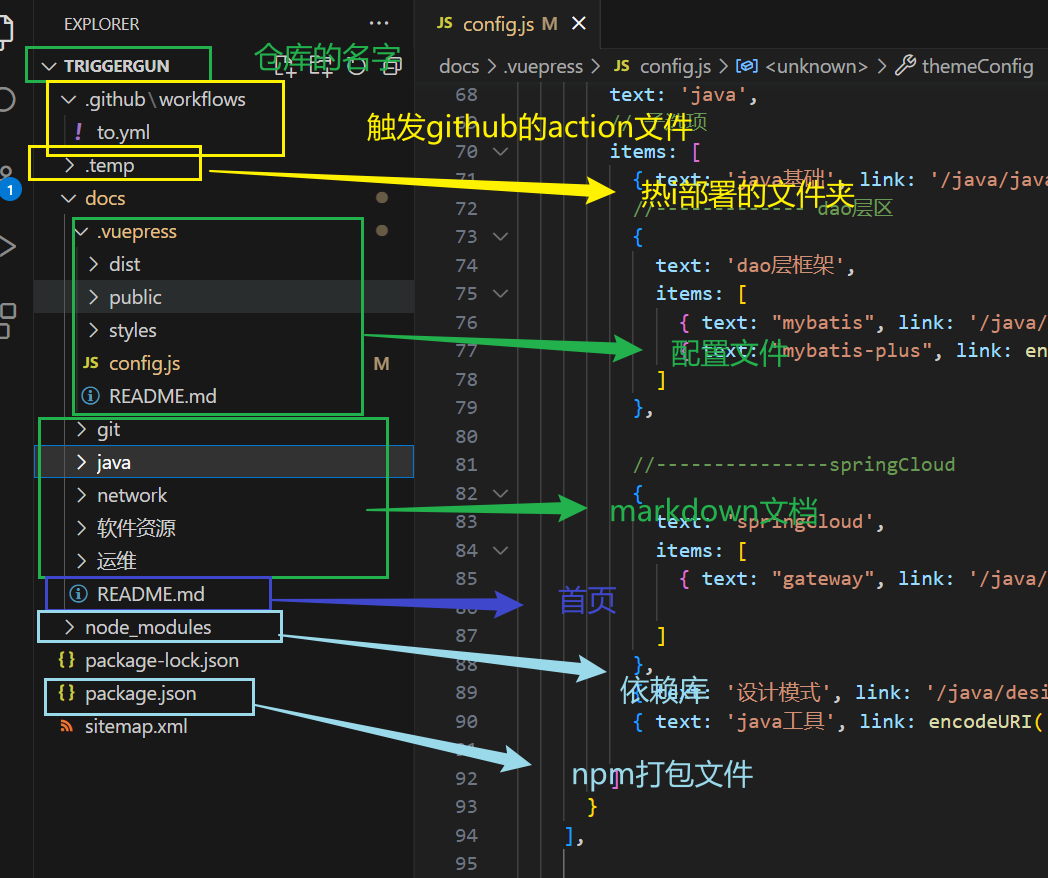 EXPLORER
···
JS config.js M
TRIGGERGUN
仓库的名字
docs > .vuepress > JS config.js > <unknown> > themeConfig
.github\workflows
! to.yml
触发github的action文件
.temp
热i部署的文件夹
docs
.vuepress
dist
public
styles
JS config.js M
配置文件
README.md
git
java
network
软件资源
运维
markdown文档
README.md
首页
node_modules
依赖库
{} package-lock.json
{} package.json
npm打包文件
sitemap.xml
1
68 text: 'java',
70 items: [
71 { text: 'java基础', link: '/java/java
72 //------------- dao层区
73 {
74 text: 'dao层框架',
75 items: [
76 { text: "mybatis", link: '/java/
77 { text: "mybatis-plus", link: en
78 ]
79 },
80
81 //---------------springCloud
82 {
83 text: 'springcloud',
84 items: [
85 { text: "gateway", link: '/java/
86
87 ]
88 },
89 { text: '设计模式', link: '/java/desi
90 { text: 'java工具', link: encodeURI(
91
92 ]
93 }
94 ],
95